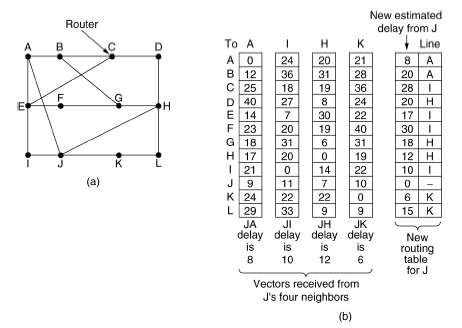 Router
A B C D
E F G H
I J K L
(a)
New estimated
delay from J
To A I H K Line
A 0 24 20 21 8 A
B 12 36 31 28 20 A
C 25 18 19 36 28 I
D 40 27 8 24 20 H
E 14 7 30 22 17 I
F 23 20 19 40 30 I
G 18 31 6 31 18 H
H 17 20 0 19 12 H
I 21 0 14 22 10 I
J 9 11 7 10 0 –
K 24 22 22 0 6 K
L 29 33 9 9 15 K
JA JI JH JK
delay delay delay delay
is is is is
8 10 12 6
New
routing
table
for J
Vectors received from
J's four neighbors
(b)